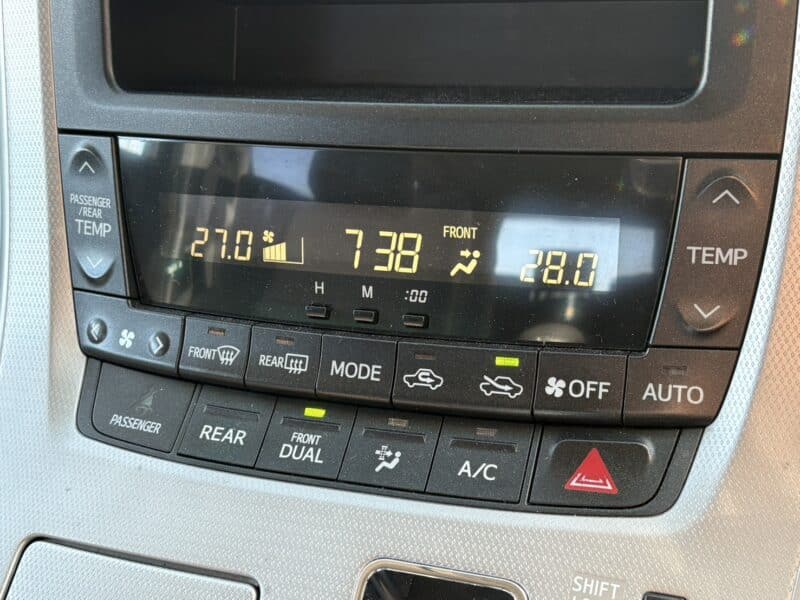 PASSENGER
/REAR
TEMP
27.0
7 38
FRONT
28.0
TEMP
H
M
:00
FRONT
REAR
MODE
OFF
AUTO
PASSENGER
REAR
FRONT
DUAL
A/C
SHIFT